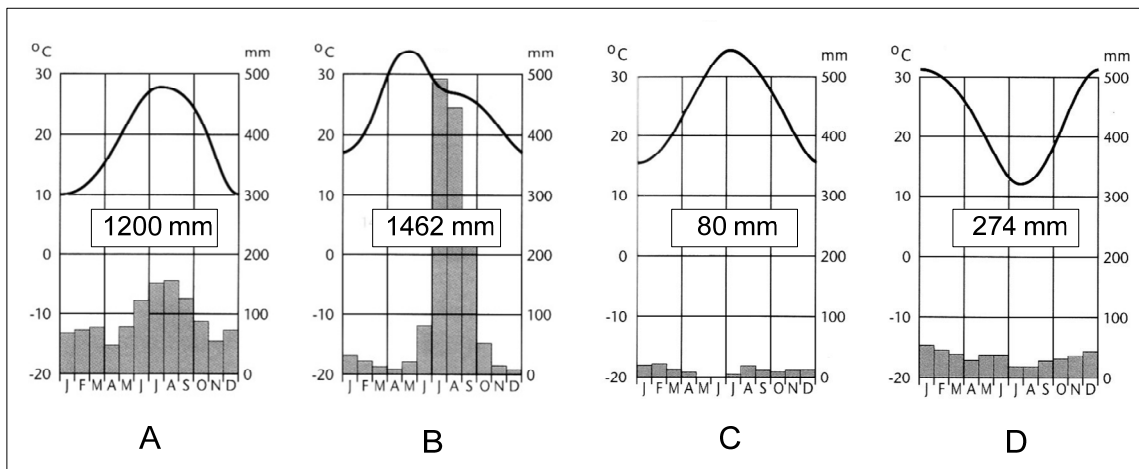 °C mm °C mm °C mm °C mm
30 500 30 500 30 500 30 500
20 400 20 400 20 400 20 400
10 300 10 300 10 300 10 300
1200 mm 1462 mm 80 mm 274 mm
0 200 0 200 0 200 0 200
-10 100 -10 100 -10 100 -10 100
-20 0 -20 0 -20 0 -20 0
J F M A M J J A S O N D J F M A M J J A S O N D J F M A M J J A S O N D J F M A M J J A S O N D
A B C D